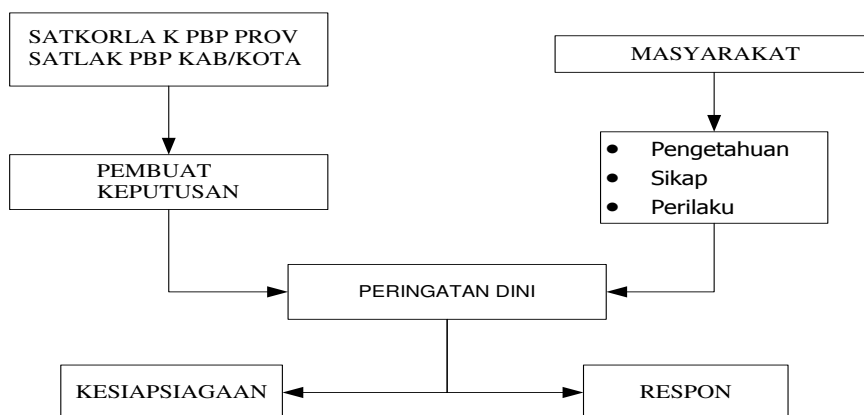 SATKORLA K PBP PROV
SATLAK PBP KAB/KOTA
MASYARAKAT
PEMBUAT
KEPUTUSAN
• Pengetahuan
• Sikap
• Perilaku
PERINGATAN DINI
KESIAPSIAGAAN
RESPON